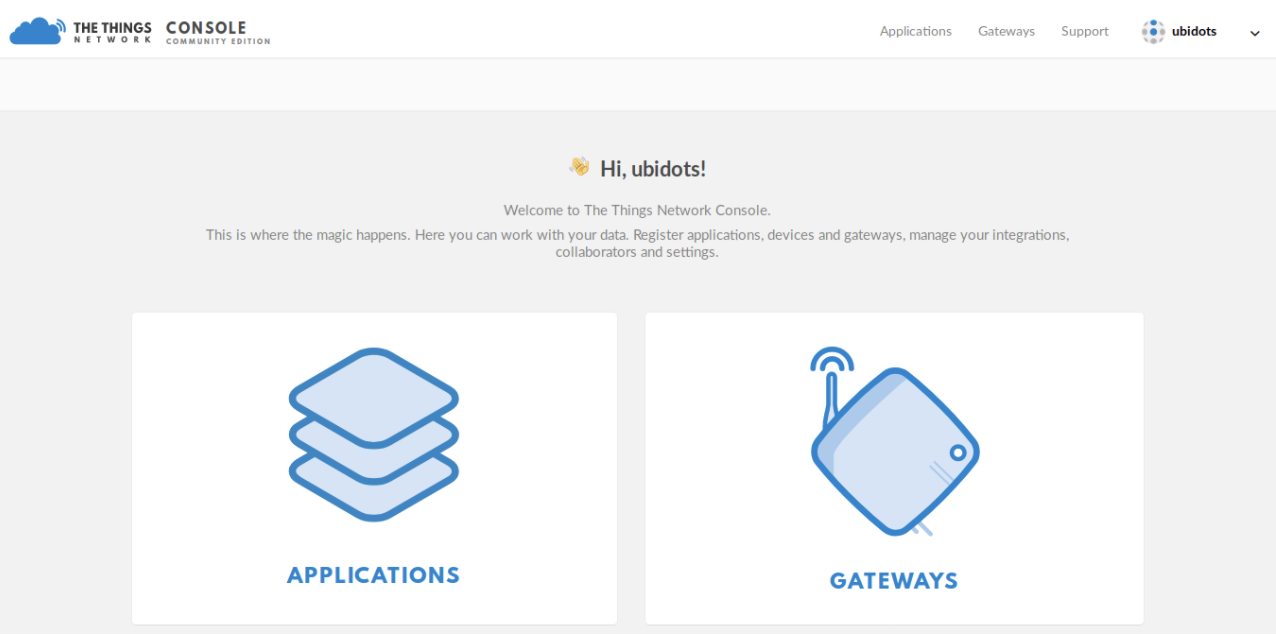 THE THINGS
NETWORK
CONSOLE
COMMUNITY EDITION
Applications
Gateways
Support
ubidots
Hi, ubidots!
Welcome to The Things Network Console.
This is where the magic happens. Here you can work with your data. Register applications, devices and gateways, manage your integrations,
collaborators and settings.
APPLICATIONS
GATEWAYS